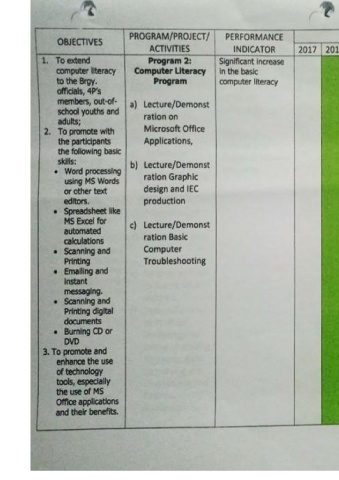 OBJECTIVES
PROGRAM/PROJECT/
ACTIVITIES
PERFORMANCE
INDICATOR
2017 201
1. To extend
computer literacy
to the Brgy.
officials, 4P's
members, out-of-
school youths and
adults;
2. To promote with
the participants
the following basic
skills:
• Word processing
using MS Words
or other text
editors.
• Spreadsheet like
MS Excel for
automated
calculations
• Scanning and
Printing
• Emailing and
Instant
messaging.
• Scanning and
Printing digital
documents
• Burning CD or
DVD
3. To promote and
enhance the use
of technology
tools, especially
the use of MS
Office applications
and their benefits.
Program 2:
Computer Literacy
Program
a) Lecture/Demonst
ration on
Microsoft Office
Applications,
b) Lecture/Demonst
ration Graphic
design and IEC
production
c) Lecture/Demonst
ration Basic
Computer
Troubleshooting
Significant increase
in the basic
computer literacy